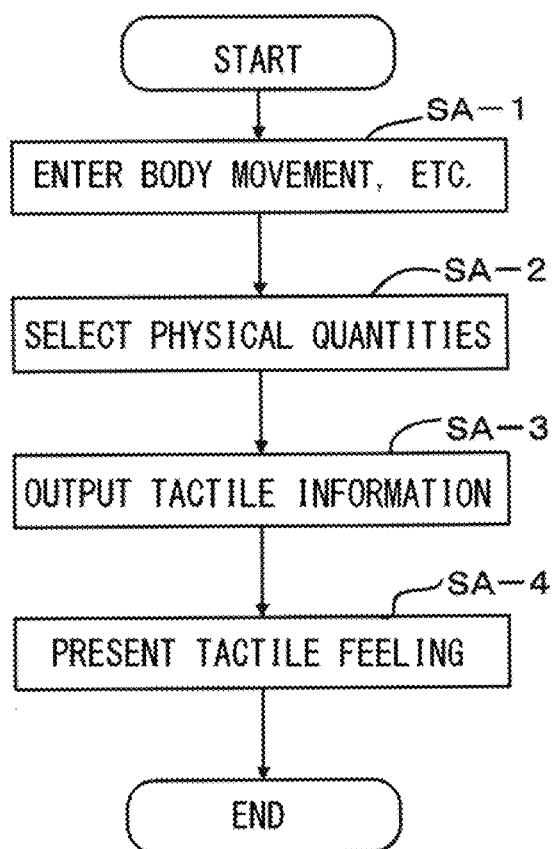 START
SA-1
ENTER BODY MOVEMENT, ETC.
SA-2
SELECT PHYSICAL QUANTITIES
SA-3
OUTPUT TACTILE INFORMATION
SA-4
PRESENT TACTILE FEELING
END